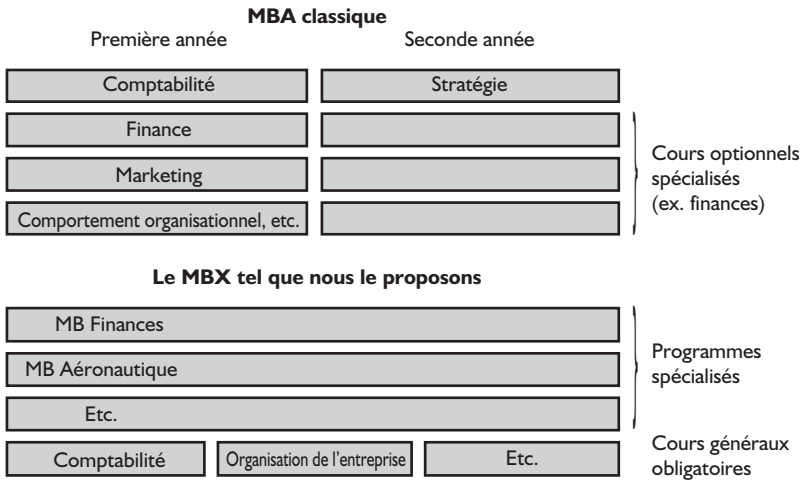 MBA classique
Première année
Seconde année
Comptabilité
Stratégie
Finance
Marketing
Comportement organisationnel, etc.
Cours optionnels
spécialisés
(ex. finances)
Le MBX tel que nous le proposons
MB Finances
MB Aéronautique
Etc.
Programmes
spécialisés
Comptabilité
Organisation de l'entreprise
Etc.
Cours généraux
obligatoires